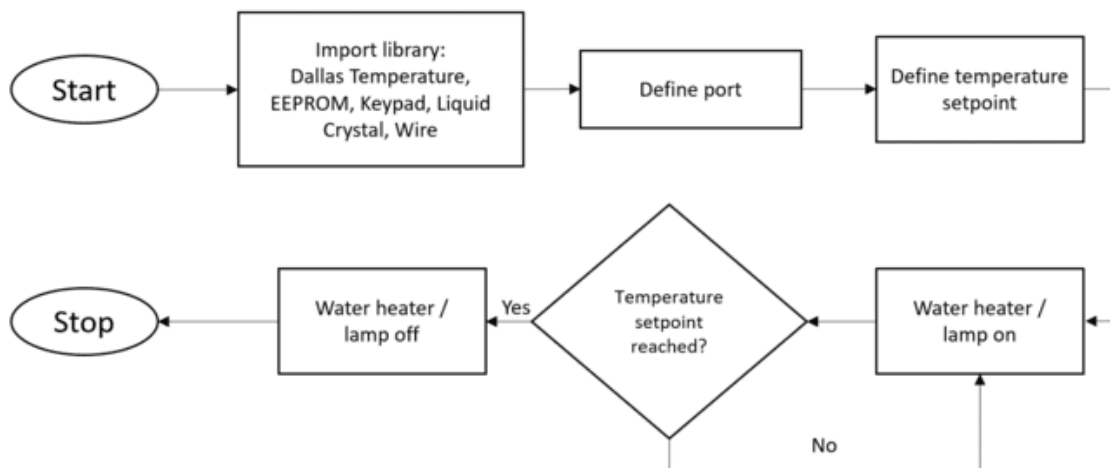 Start
Import library:
Dallas Temperature,
EEPROM, Keypad, Liquid
Crystal, Wire
Define port
Define temperature
setpoint
Stop
Water heater /
lamp off
Yes
Temperature
setpoint
reached?
Water heater /
lamp on
No